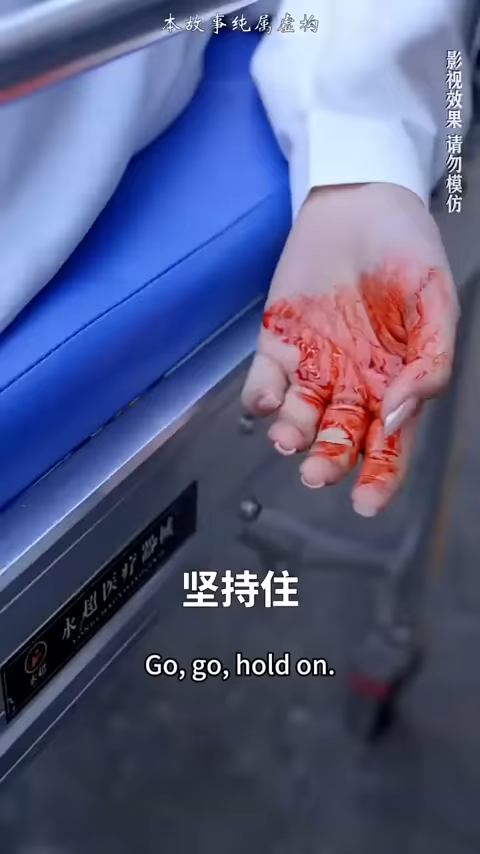 本故事纯属虚构
影视效果 请勿模仿
永超医疗器械
坚持住
Go, go, hold on.